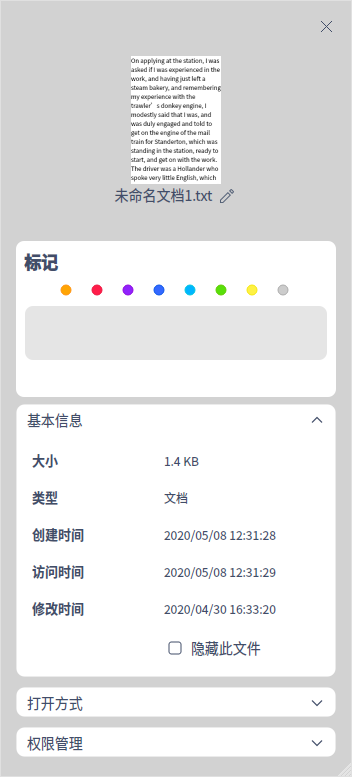 On applying at the station, I was
asked if I was experienced in the
work, and having just left a
steam bakery, and remembering
my experience with the
trawler’s donkey engine, I
modestly said that I was, and
was duly engaged and told to
get on the engine of the mail
train for Standerton, which was
standing in the station, ready to
start, and get on with the work.
The driver was a Hollander who
spoke very little English, which
未命名文档1.txt
标记
基本信息
大小 1.4 KB
类型 文档
创建时间 2020/05/08 12:31:28
访问时间 2020/05/08 12:31:29
修改时间 2020/04/30 16:33:20
隐藏此文件
打开方式
权限管理